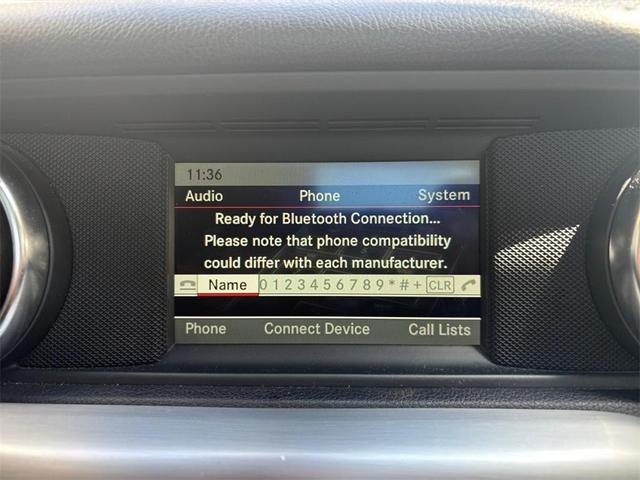 11:36
Audio Phone System
Ready for Bluetooth Connection...
Please note that phone compatibility
could differ with each manufacturer.
Name 0 1 2 3 4 5 6 7 8 9 * # + CLR
Phone Connect Device Call Lists